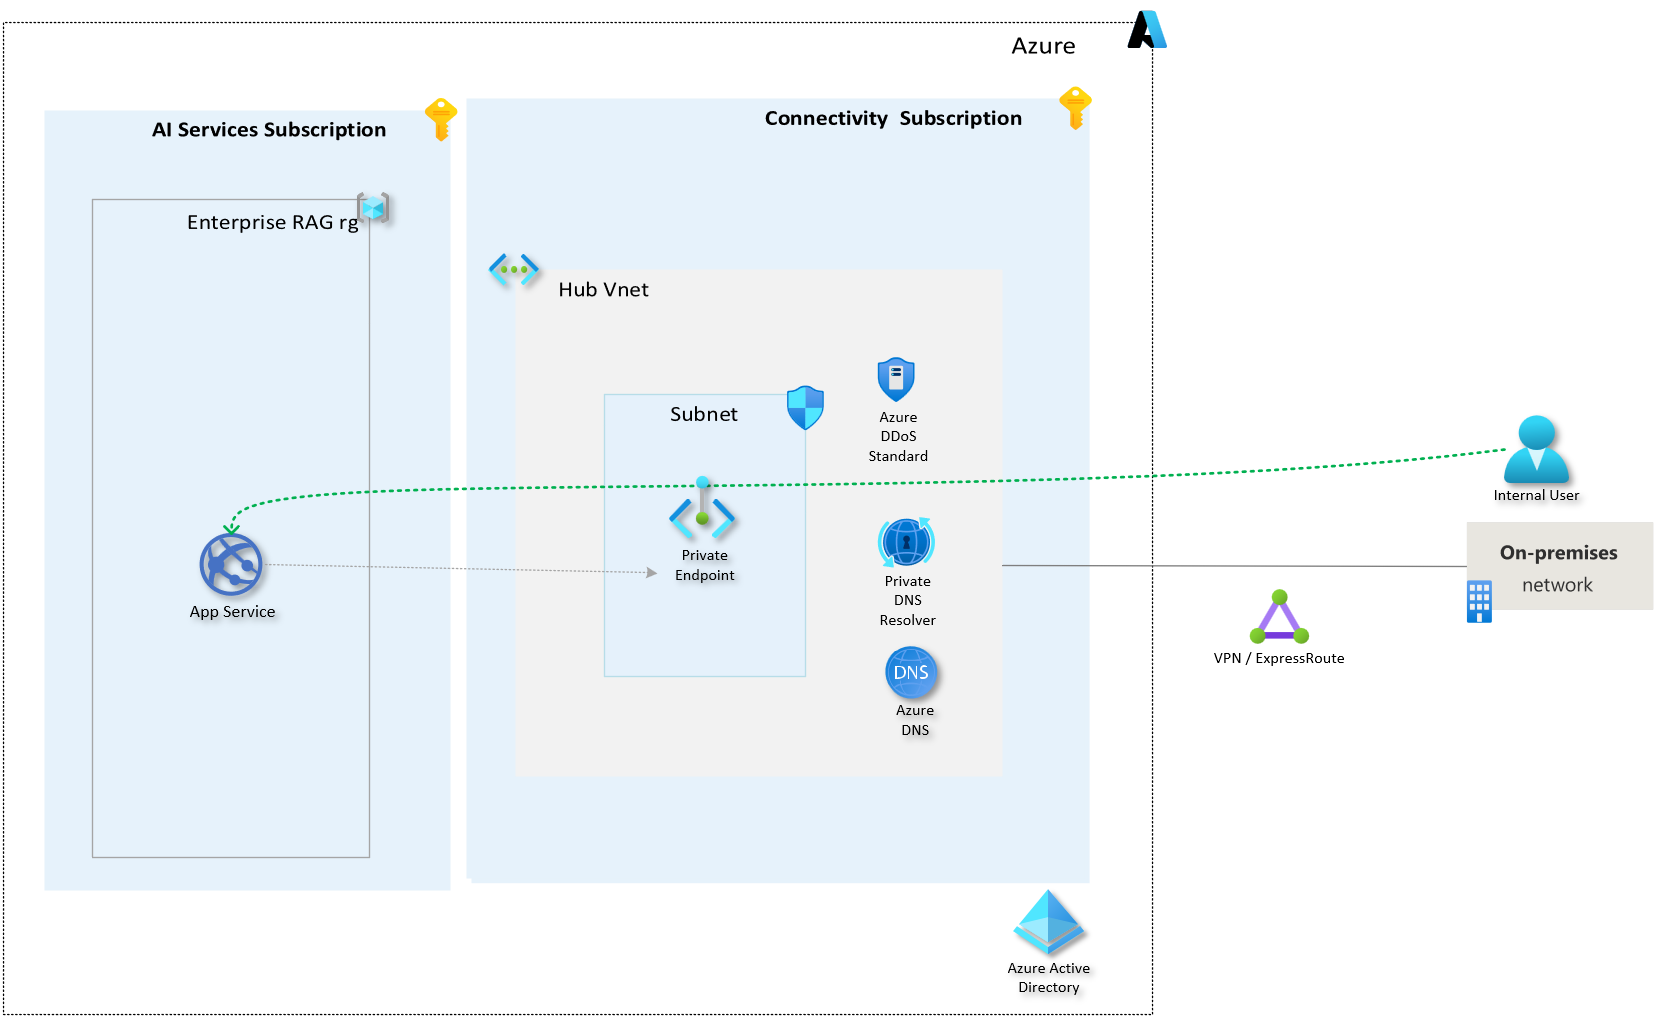 Azure
AI Services Subscription
Connectivity Subscription
Enterprise RAG rg
Hub Vnet
Subnet
Azure
DDoS
Standard
Internal User
Private
Endpoint
Private
DNS
Resolver
On-premises
network
App Service
VPN / ExpressRoute
DNS
Azure
DNS
Azure Active
Directory